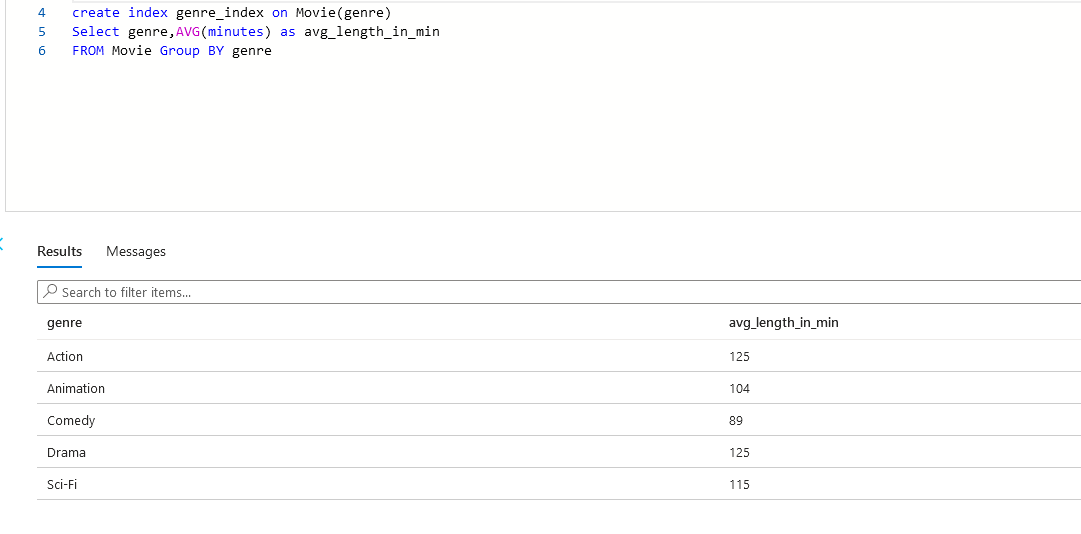 4 create index genre_index on Movie(genre)
5 Select genre,AVG(minutes) as avg_length_in_min
6 FROM Movie Group BY genre
Results Messages
Search to filter items...
genre avg_length_in_min
Action 125
Animation 104
Comedy 89
Drama 125
Sci-Fi 115